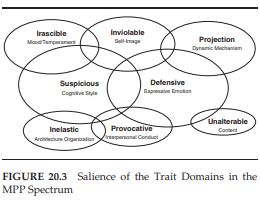 Irascible
Mood/Temperament
Inviolable
Self-Image
Projection
Dynamic Mechanism
Suspicious
Cognitive Style
Defensive
Expressive Emotion
Inelastic
Architecture Organization
Provocative
Interpersonal Conduct
Unalterable
Content
FIGURE 20.3 Salience of the Trait Domains in the
MPP Spectrum